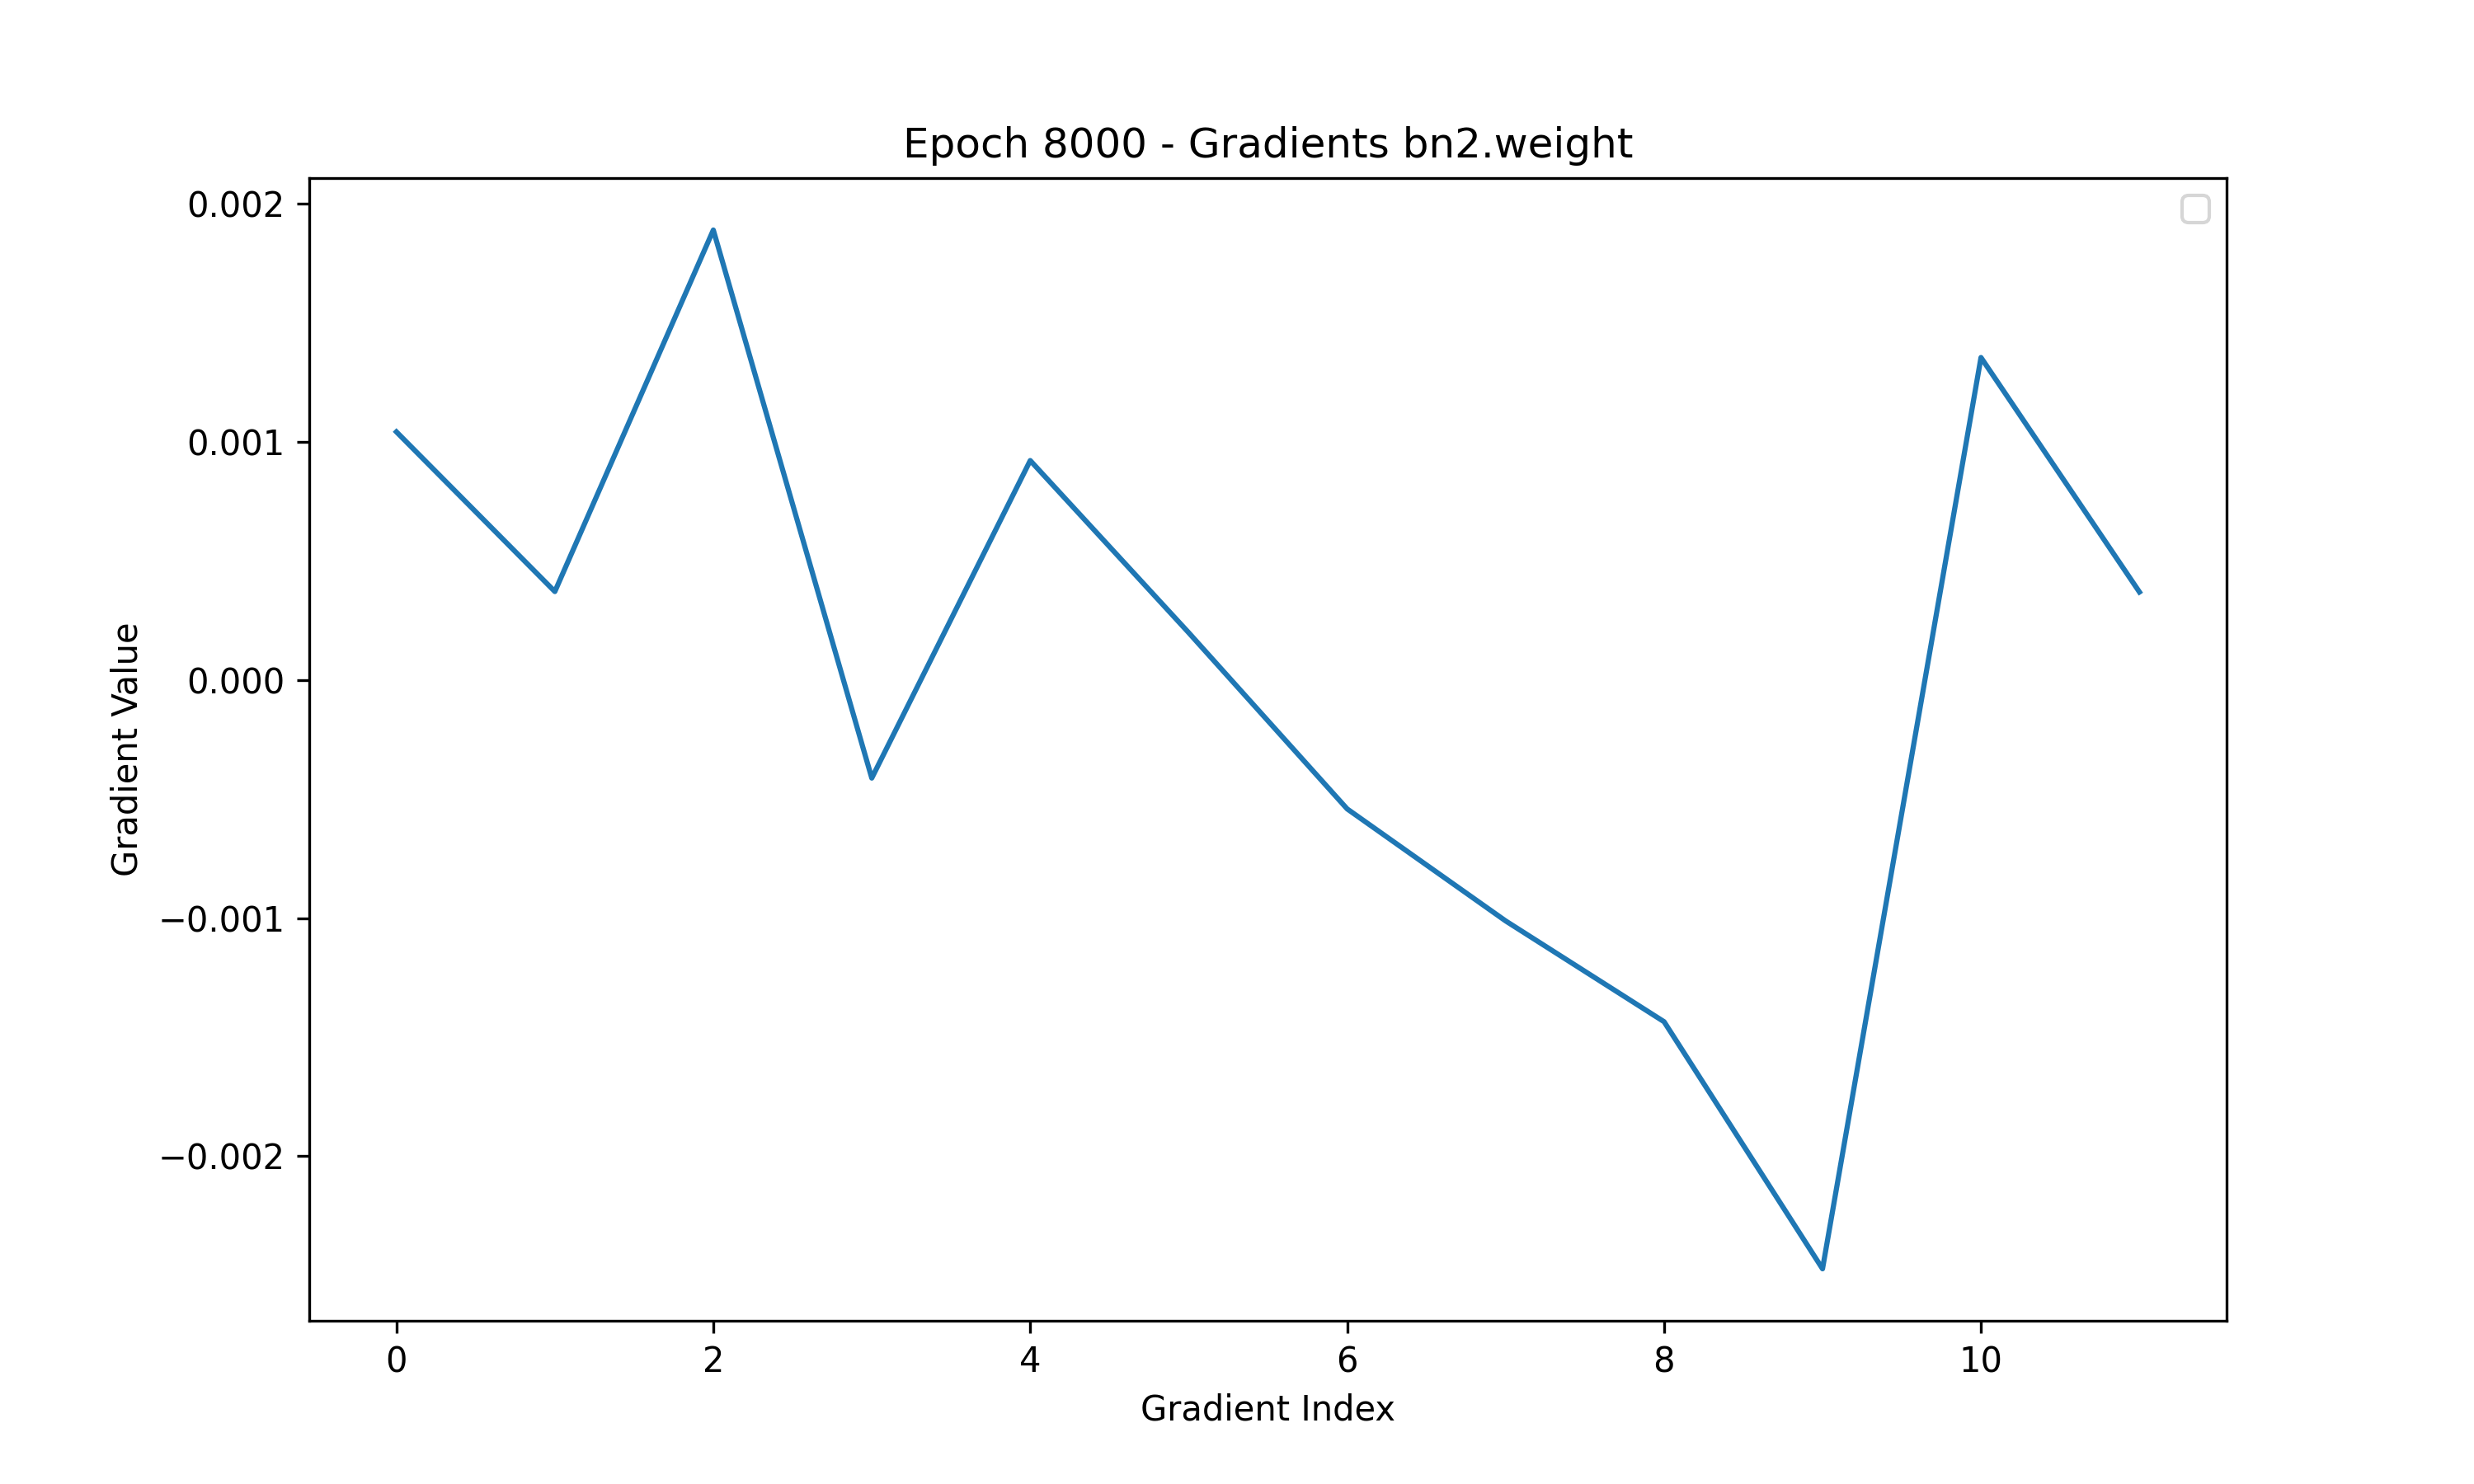 Epoch 8000 - Gradients bn2.weight
0.002
0.001
0.000
−0.001
−0.002
Gradient Value
0 2 4 6 8 10
Gradient Index